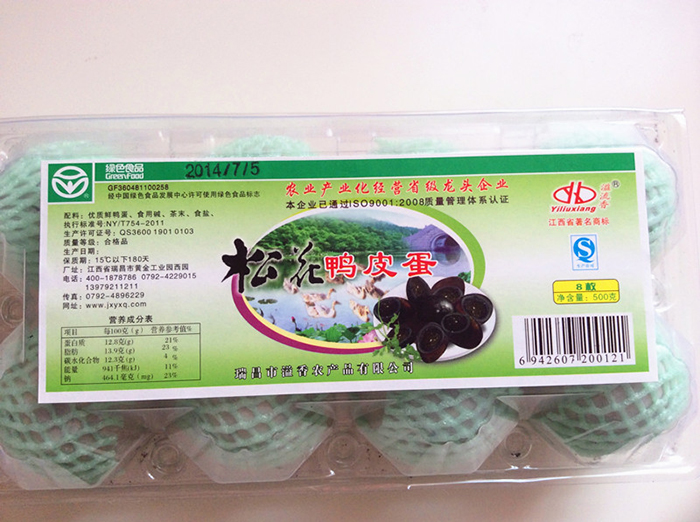 绿色食品
GreenFood
2014/7/5
GF360481100258
经中国绿色食品发展中心许可使用绿色食品标志
农业产业化经营省级龙头企业
本企业已通过ISO9001:2008质量管理体系认证
溢流香®
Yiliuxiang
江西省著名商标
配料：优质鲜鸭蛋、食用碱、茶末、食盐、
执行标准号:NY/T754-2011
生产许可证号：QS3600 1901 0103
质量等级：合格品
生产日期：
保质期：15℃以下180天
厂址：江西省瑞昌市黄金工业园西园
电话：400-1878786 0792-4229015
13979211211
传真：0792-4896229
网址：www.jxyxq.com
松花鸭皮蛋
QS
生产许可
8枚
净含量：500克
营养成分表
项目 每100克(g) 营养参考值%
蛋白质 12.8克(g) 21%
脂肪 13.9克(g) 23%
碳水化合物 12.3克(g) 4%
能量 941千焦(kJ) 11%
钠 464.1毫克(mg) 23%
瑞昌市溢香农产品有限公司
6 942607 200121